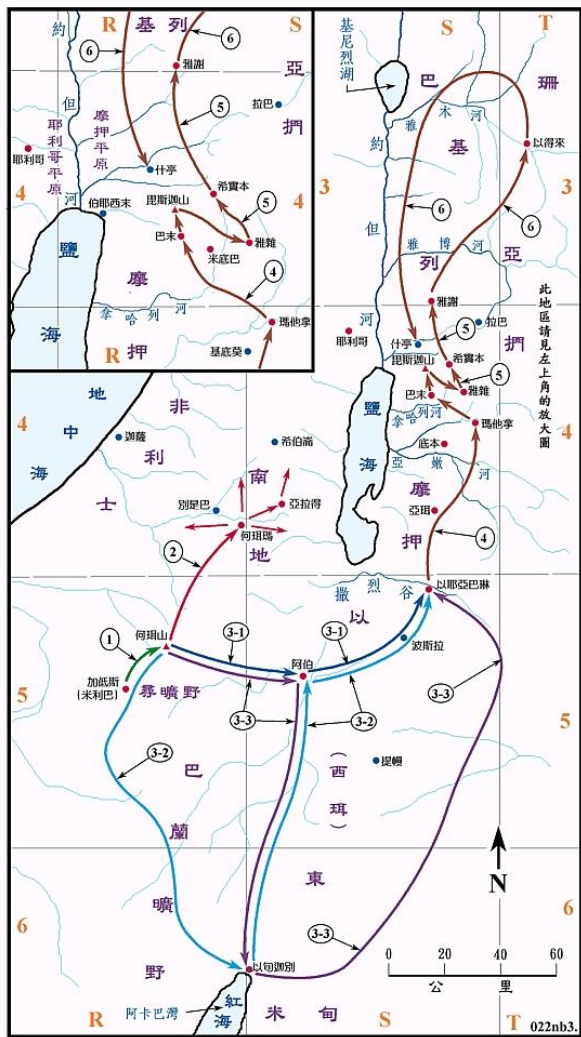 R
基列
S
6
6
雅謝
亞捫
約但河
摩押平原
耶利哥平原
5
拉巴
耶利哥
什亭
4
伯耶西末
希實本
4
毘斯迦山
5
巴末
雅雜
米底巴
4
鹽海
摩押
拿哈列河
瑪他拿
基底莫
R
S
T
基尼烈湖
巴珊
雅木河
約但河
基列
以得來
3
3
6
6
雅博河
亞捫
雅謝
耶利哥
什亭
5
拉巴
毘斯迦山
希實本
5
巴末
雅雜
此地區請見左上角的放大圖
拿哈列河
瑪他拿
鹽海
底本
亞嫩河
摩押
亞珥
4
4
4
地中海
非利士
迦薩
希伯崙
南地
別是巴
亞拉得
何珥瑪
2
撒烈谷
以耶亞巴琳
以東
何珥山
1
3-1
3-1
波斯拉
加低斯
(米利巴)
尋曠野
阿伯
3-3
3-2
3-3
5
5
3-2
巴蘭曠野
(西珥)
提幔
N
6
6
3-3
0 20 40 60
公里
以旬迦別
阿卡巴灣
紅海
米甸
R
S
T
022nb3.